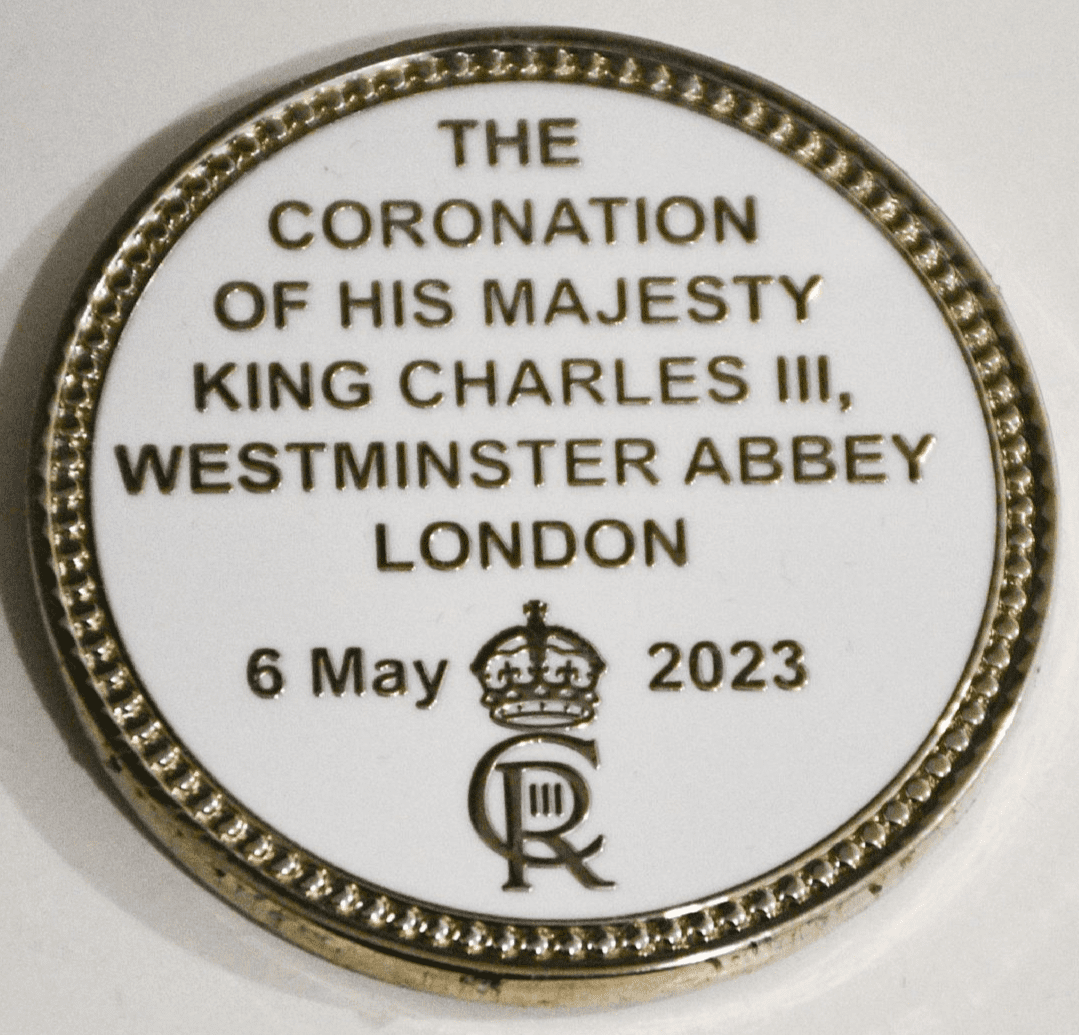 THE
CORONATION
OF HIS MAJESTY
KING CHARLES III,
WESTMINSTER ABBEY
LONDON
6 May 2023
CR III